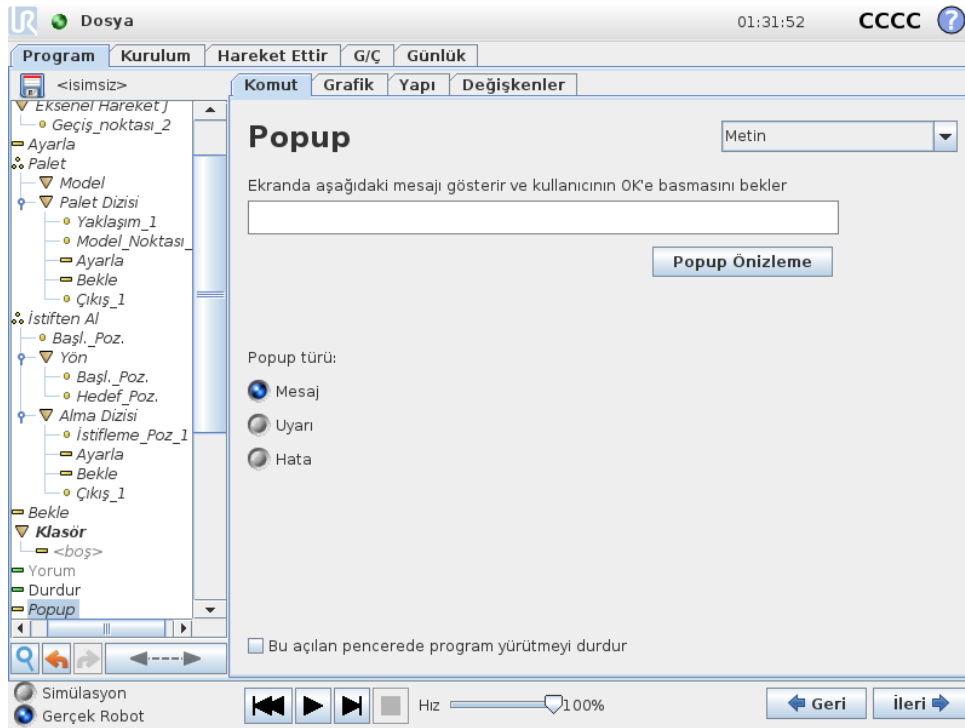 UR Dosya 01:31:52 CCCC ?
Program Kurulum Hareket Ettir G/Ç Günlük
<isimsiz>
Komut Grafik Yapı Değişkenler
Eksenel Hareket J
Geçiş_noktası_2
Ayarla
Palet
Model
Palet Dizisi
Yaklaşım_1
Model_Noktası_
Ayarla
Bekle
Çıkış_1
İstiften Al
Başl._Poz.
Yön
Başl._Poz.
Hedef_Poz.
Alma Dizisi
İstifleme_Poz_1
Ayarla
Bekle
Çıkış_1
Bekle
Klasör
<boş>
Yorum
Durdur
Popup
Popup
Metin
Ekranda aşağıdaki mesajı gösterir ve kullanıcının OK'e basmasını bekler
Popup Önizleme
Popup türü:
Mesaj
Uyarı
Hata
Bu açılan pencerede program yürütmeyi durdur
Simülasyon
Gerçek Robot
Hız 100%
Geri İleri